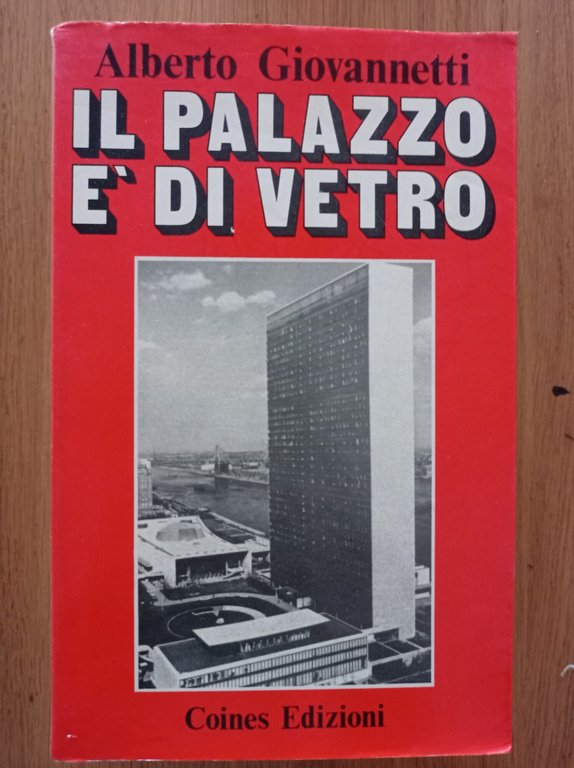 Alberto Giovannetti
IL PALAZZO
E` DI VETRO
Coines Edizioni